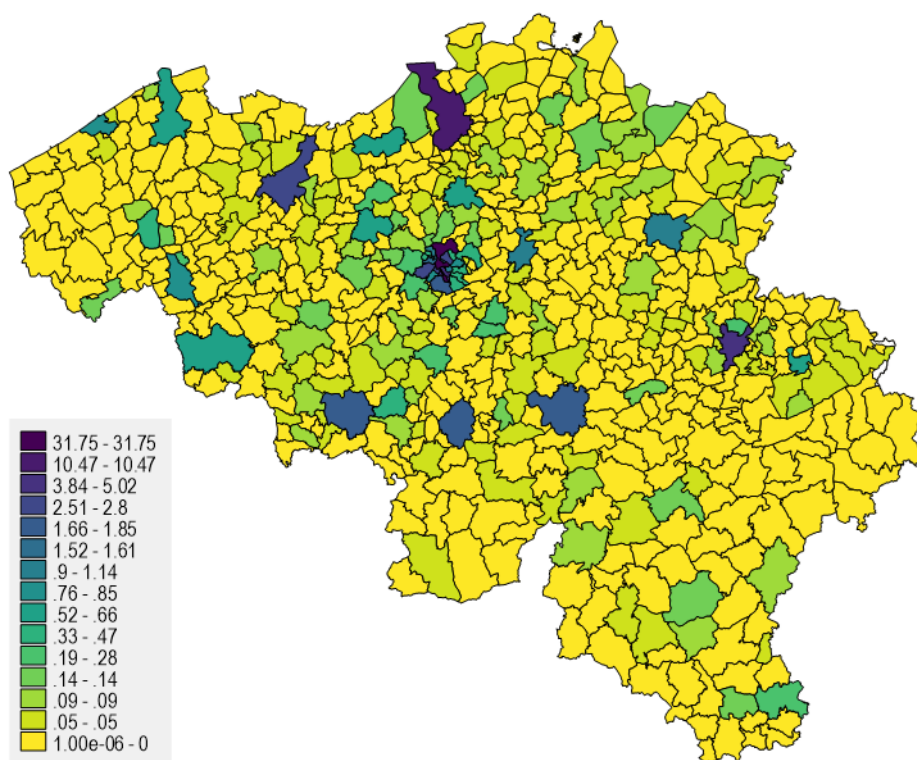 31.75 - 31.75
10.47 - 10.47
3.84 - 5.02
2.51 - 2.8
1.66 - 1.85
1.52 - 1.61
.9 - 1.14
.76 - .85
.52 - .66
.33 - .47
.19 - .28
.14 - .14
.09 - .09
.05 - .05
1.00e-06 - 0